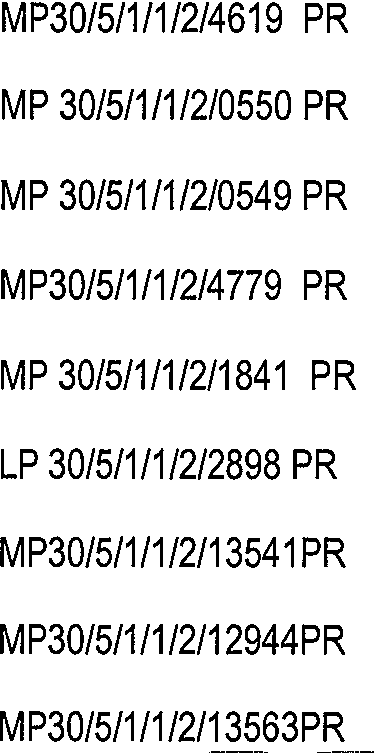 MP30/5/1/1/2/4619 PR
MP 30/5/1/1/2/0550 PR
MP 30/5/1/1/2/0549 PR
MP30/5/1/1/2/4779 PR
MP 30/5/1/1/2/1841 PR
LP 30/5/1/1/2/2898 PR
MP30/5/1/1/2/13541PR
MP30/5/1/1/2/12944PR
MP30/5/1/1/2/13563PR